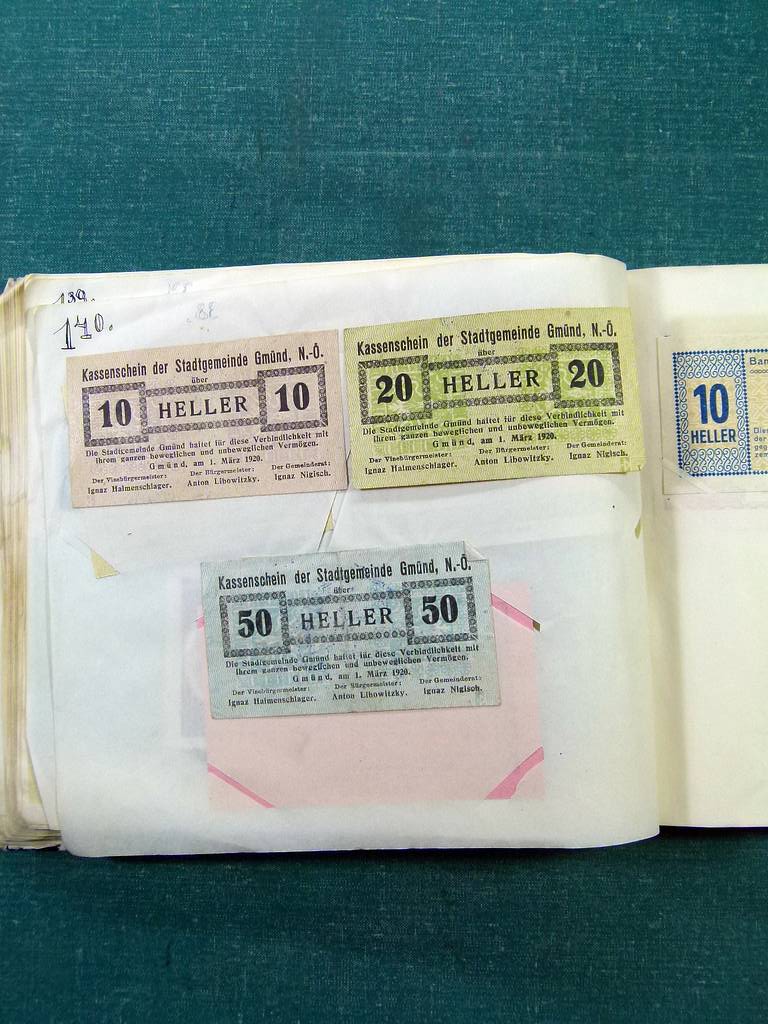 139.
140.
Kassenschein der Stadtgemeinde Gmünd, N.-Ö.
über
10 HELLER 10
Die Stadtgemeinde Gmünd haftet für diese Verbindlichkeit mit
ihrem ganzen beweglichen und unbeweglichen Vermögen.
Gmünd, am 1. März 1920.
Der Vizebürgermeister: Der Bürgermeister: Der Gemeinderat:
Ignaz Haimenschlager. Anton Libowitzky. Ignaz Nigisch.
Kassenschein der Stadtgemeinde Gmünd, N.-Ö.
über
20 HELLER 20
Die Stadtgemeinde Gmünd haftet für diese Verbindlichkeit mit
ihrem ganzen beweglichen und unbeweglichen Vermögen.
Gmünd, am 1. März 1920.
Der Vizebürgermeister: Der Bürgermeister: Der Gemeinderat:
Ignaz Haimenschlager. Anton Libowitzky. Ignaz Nigisch.
Kassenschein der Stadtgemeinde Gmünd, N.-Ö.
über
50 HELLER 50
Die Stadtgemeinde Gmünd haftet für diese Verbindlichkeit mit
ihrem ganzen beweglichen und unbeweglichen Vermögen.
Gmünd, am 1. März 1920.
Der Vizebürgermeister: Der Bürgermeister: Der Gemeinderat:
Ignaz Haimenschlager. Anton Libowitzky. Ignaz Nigisch.
10
HELLER